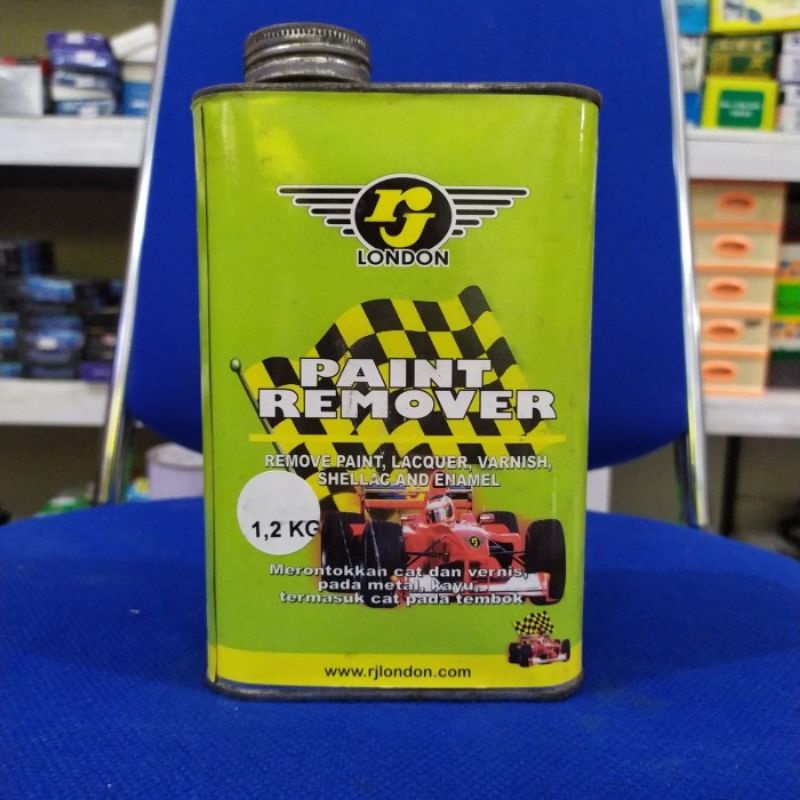 rj
LONDON
PAINT
REMOVER
REMOVE PAINT, LACQUER, VARNISH,
SHELLAC AND ENAMEL
1,2 KG
Merontokkan cat dan vernis,
pada metal, kayu,
termasuk cat pada tembok
www.rjlondon.com